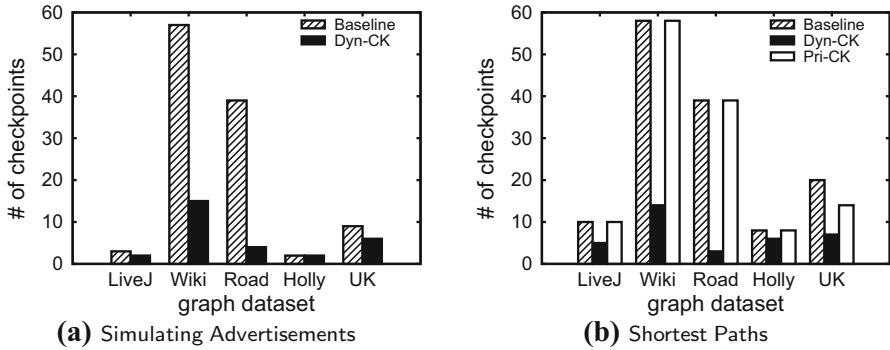 60
50
40
30
20
10
0
# of checkpoints
Baseline
Dyn-CK
LiveJ Wiki Road Holly UK
graph dataset
(a) Simulating Advertisements
60
50
40
30
20
10
0
# of checkpoints
Baseline
Dyn-CK
Pri-CK
LiveJ Wiki Road Holly UK
graph dataset
(b) Shortest Paths